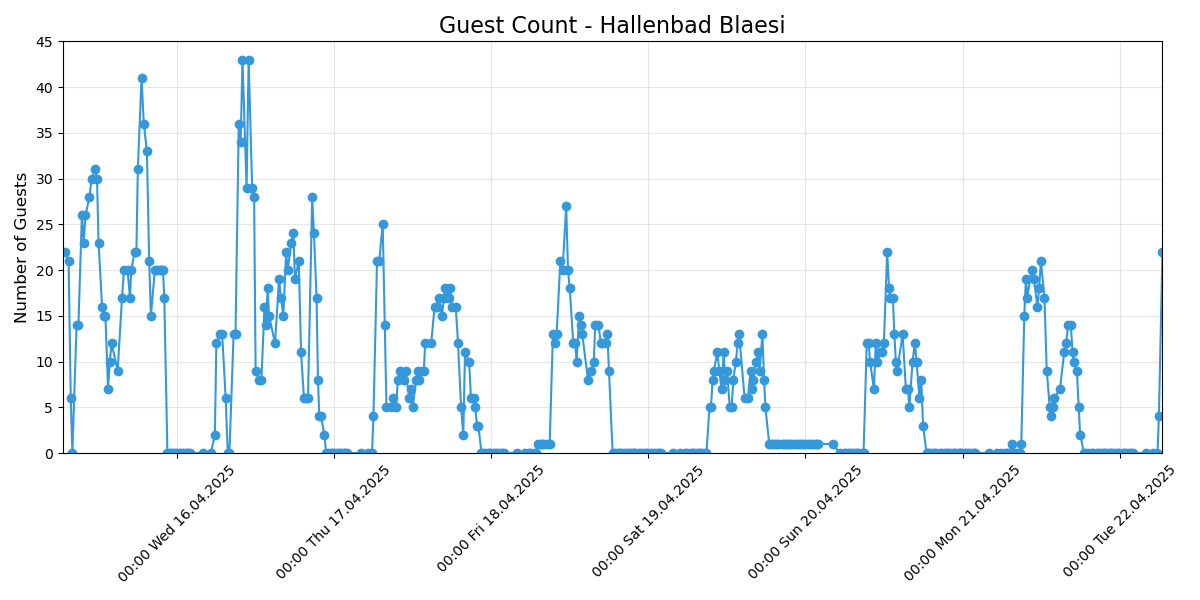 Guest Count - Hallenbad Blaesi
Number of Guests
45
40
35
30
25
20
15
10
5
0
00:00 Wed 16.04.2025
00:00 Thu 17.04.2025
00:00 Fri 18.04.2025
00:00 Sat 19.04.2025
00:00 Sun 20.04.2025
00:00 Mon 21.04.2025
00:00 Tue 22.04.2025